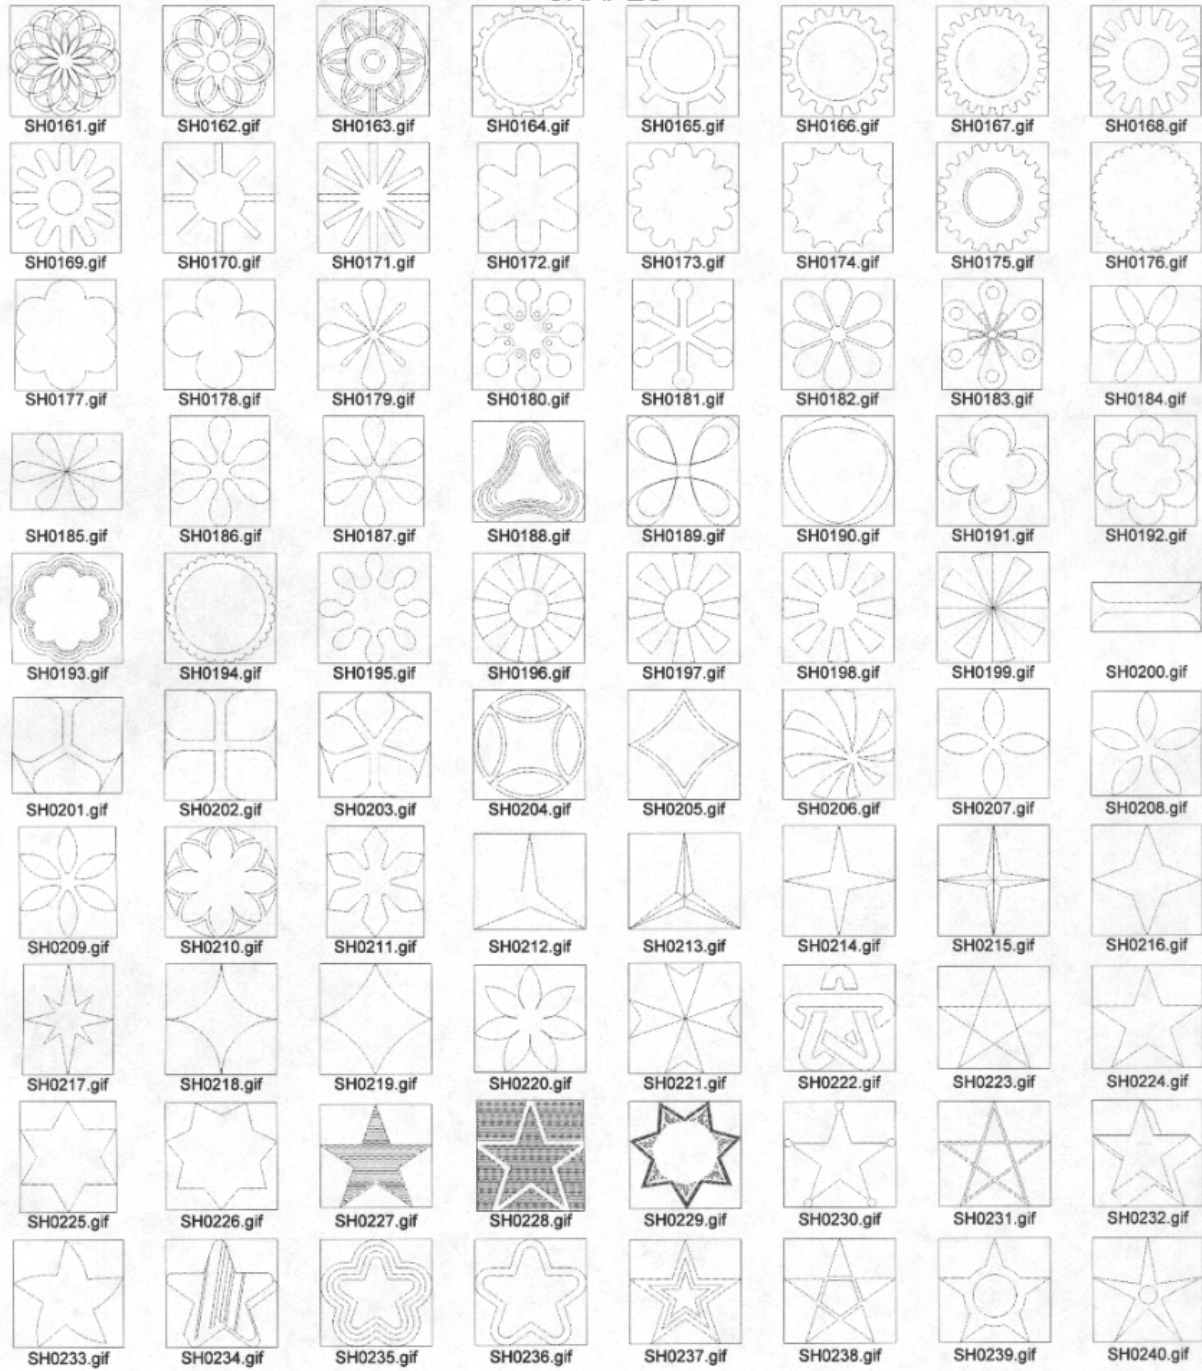 SH0161.gif SH0162.gif SH0163.gif SH0164.gif SH0165.gif SH0166.gif SH0167.gif SH0168.gif
SH0169.gif SH0170.gif SH0171.gif SH0172.gif SH0173.gif SH0174.gif SH0175.gif SH0176.gif
SH0177.gif SH0178.gif SH0179.gif SH0180.gif SH0181.gif SH0182.gif SH0183.gif SH0184.gif
SH0185.gif SH0186.gif SH0187.gif SH0188.gif SH0189.gif SH0190.gif SH0191.gif SH0192.gif
SH0193.gif SH0194.gif SH0195.gif SH0196.gif SH0197.gif SH0198.gif SH0199.gif SH0200.gif
SH0201.gif SH0202.gif SH0203.gif SH0204.gif SH0205.gif SH0206.gif SH0207.gif SH0208.gif
SH0209.gif SH0210.gif SH0211.gif SH0212.gif SH0213.gif SH0214.gif SH0215.gif SH0216.gif
SH0217.gif SH0218.gif SH0219.gif SH0220.gif SH0221.gif SH0222.gif SH0223.gif SH0224.gif
SH0225.gif SH0226.gif SH0227.gif SH0228.gif SH0229.gif SH0230.gif SH0231.gif SH0232.gif
SH0233.gif SH0234.gif SH0235.gif SH0236.gif SH0237.gif SH0238.gif SH0239.gif SH0240.gif